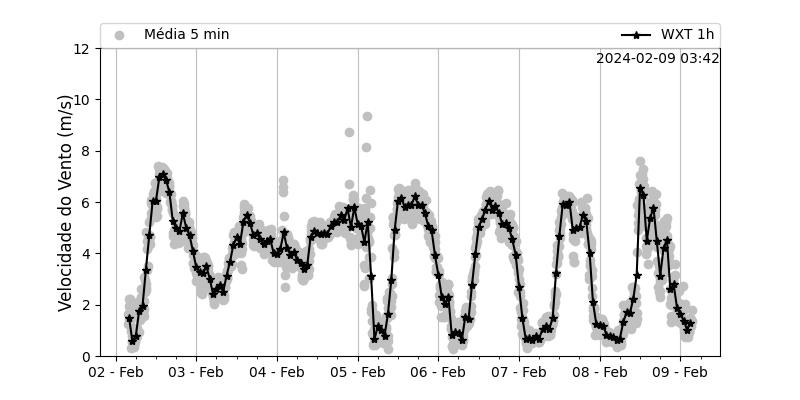 Média 5 min
WXT 1h
2024-02-09 03:42
Velocidade do Vento (m/s)
12
10
8
6
4
2
0
02 - Feb
03 - Feb
04 - Feb
05 - Feb
06 - Feb
07 - Feb
08 - Feb
09 - Feb